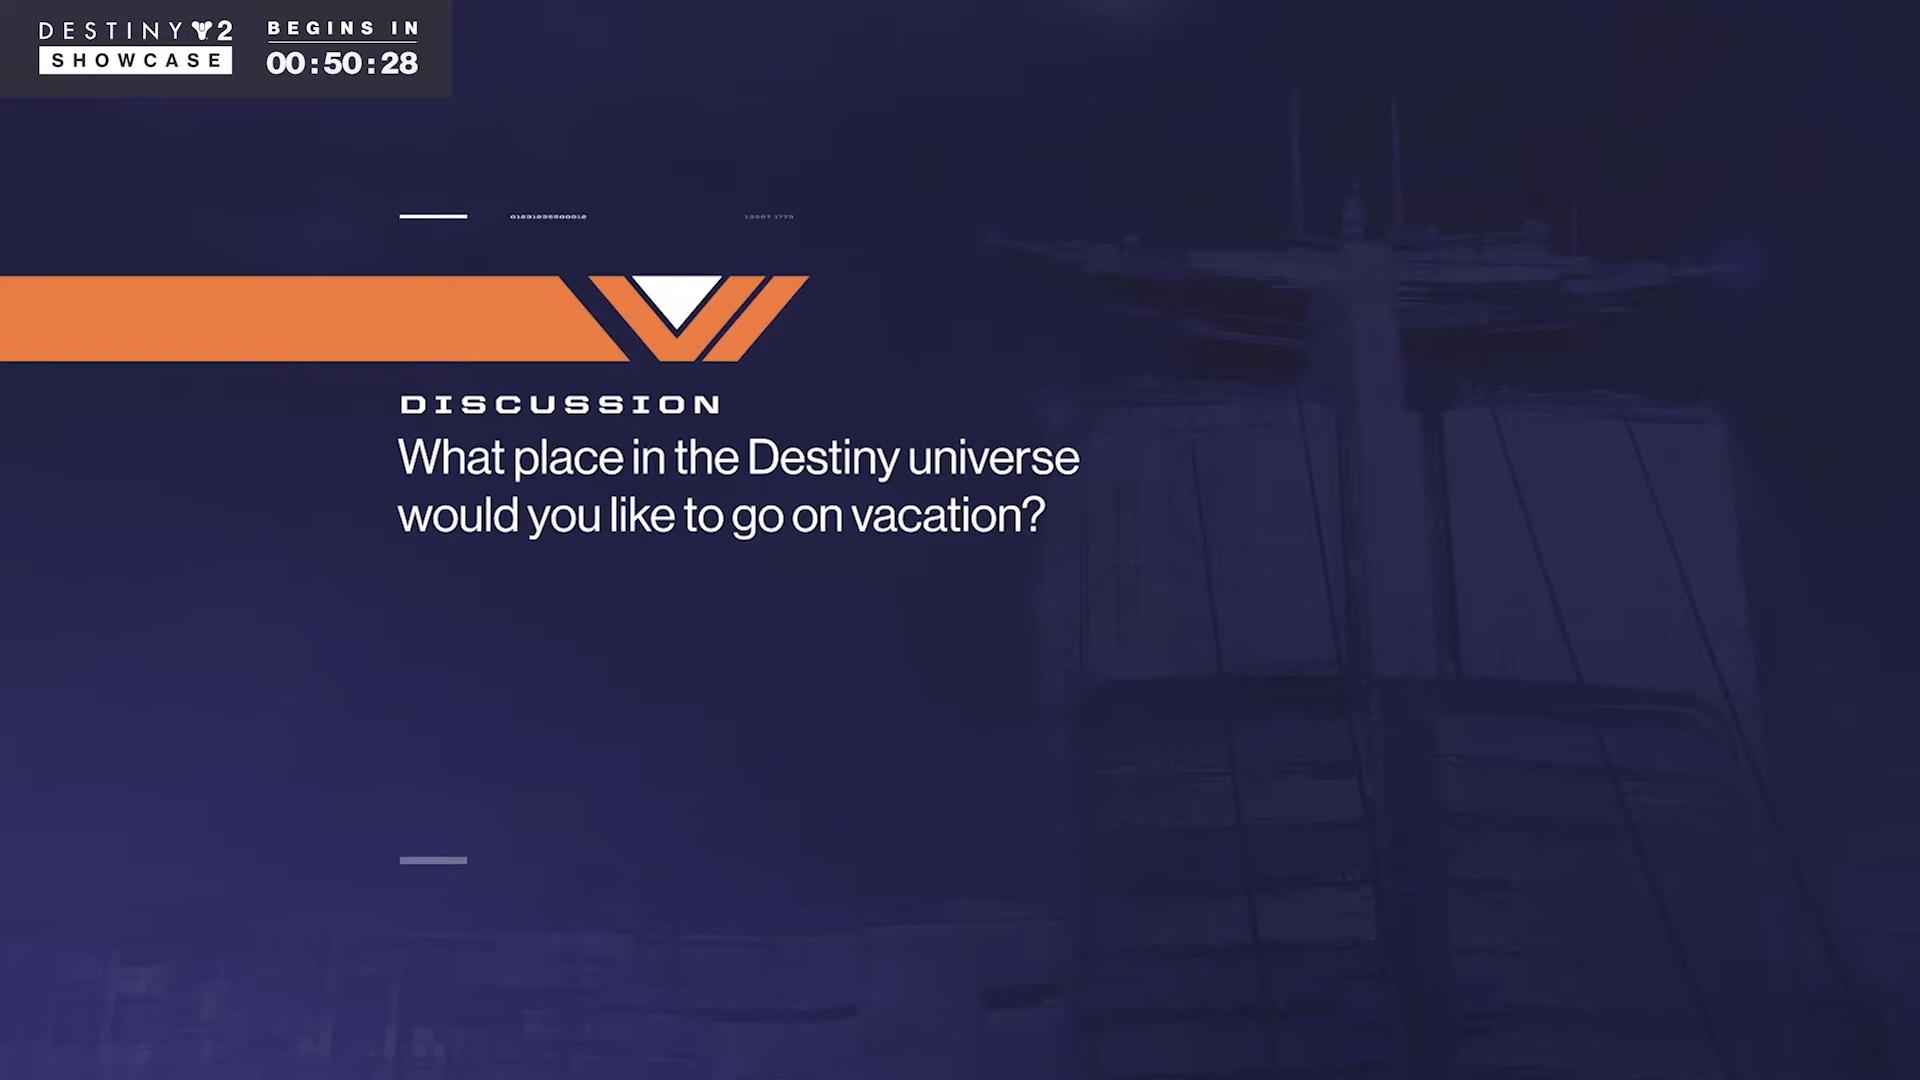 DESTINY 2
SHOWCASE
BEGINS IN
00:50:28
DISCUSSION
What place in the Destiny universe
would you like to go on vacation?